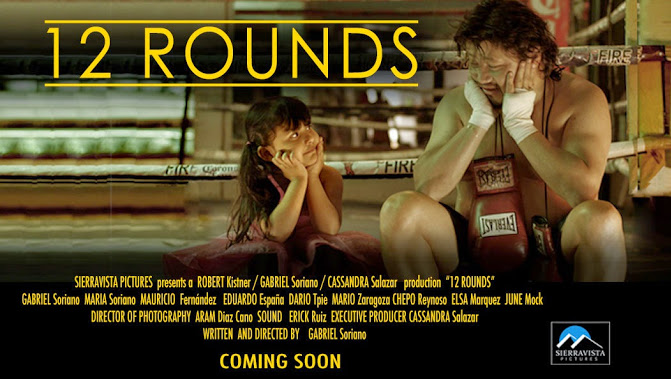 12 ROUNDS
FIRE
FIRE
Corona
FIRE
EVERLAST
SIERRAVISTA PICTURES presents a ROBERT Kistner / GABRIEL Soriano / CASSANDRA Salazar production “12 ROUNDS”
GABRIEL Soriano MARIA Soriano MAURICIO Fernández EDUARDO España DARIO Tpie MARIO Zaragoza CHEPO Reynoso ELSA Marquez JUNE Mock
DIRECTOR OF PHOTOGRAPHY ARAM Diaz Cano SOUND ERICK Ruiz EXECUTIVE PRODUCER CASSANDRA Salazar
WRITTEN AND DIRECTED BY GABRIEL Soriano
COMING SOON
SIERRAVISTA
PICTURES